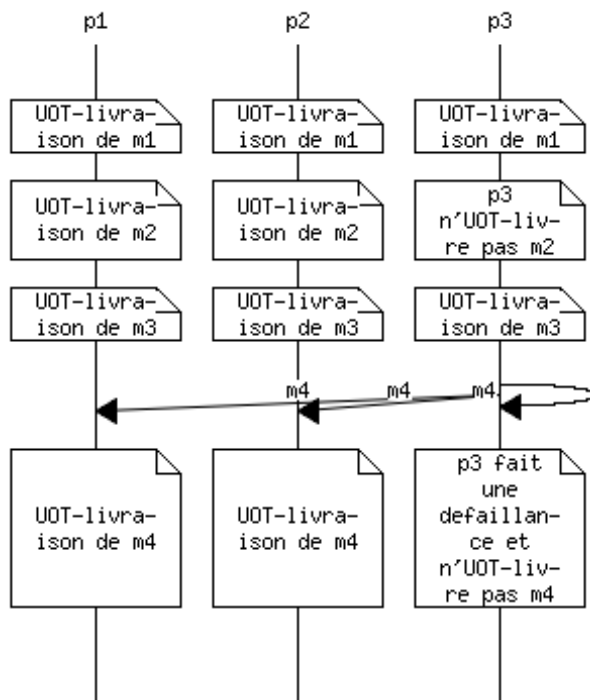 p1 p2 p3
UOT-livra- UOT-livra- UOT-livra-
ison de m1 ison de m1 ison de m1
UOT-livra-
ison de m2
UOT-livra-
ison de m2
p3
n'UOT-liv-
re pas m2
UOT-livra- UOT-livra- UOT-livra-
ison de m3 ison de m3 ison de m3
m4 m4 m4
UOT-livra-
ison de m4
UOT-livra-
ison de m4
p3 fait
une
defaillan-
ce et
n'UOT-liv-
re pas m4